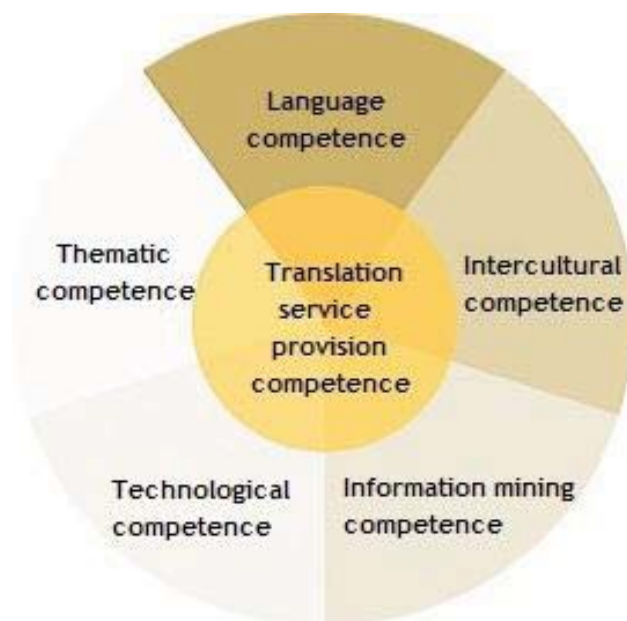 Language
competence
Thematic
competence
Intercultural
competence
Translation
service
provision
competence
Technological
competence
Information mining
competence